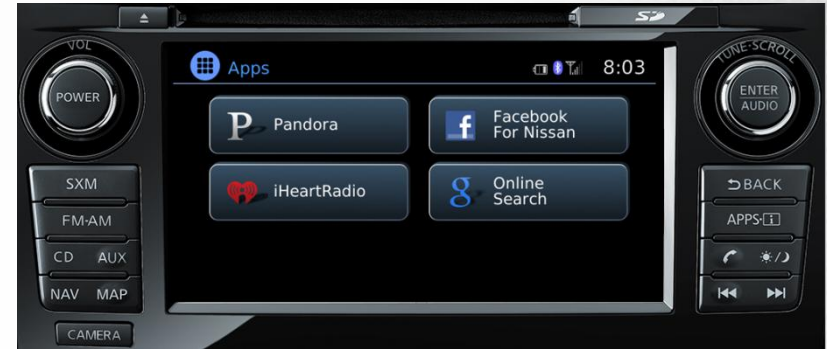 SD
VOL
TUNE·SCROLL
POWER
ENTER
AUDIO
Apps
8:03
P
Pandora
f
Facebook
For Nissan
iHeartRadio
g
Online
Search
SXM
FM·AM
CD AUX
NAV MAP
CAMERA
BACK
APPS·i